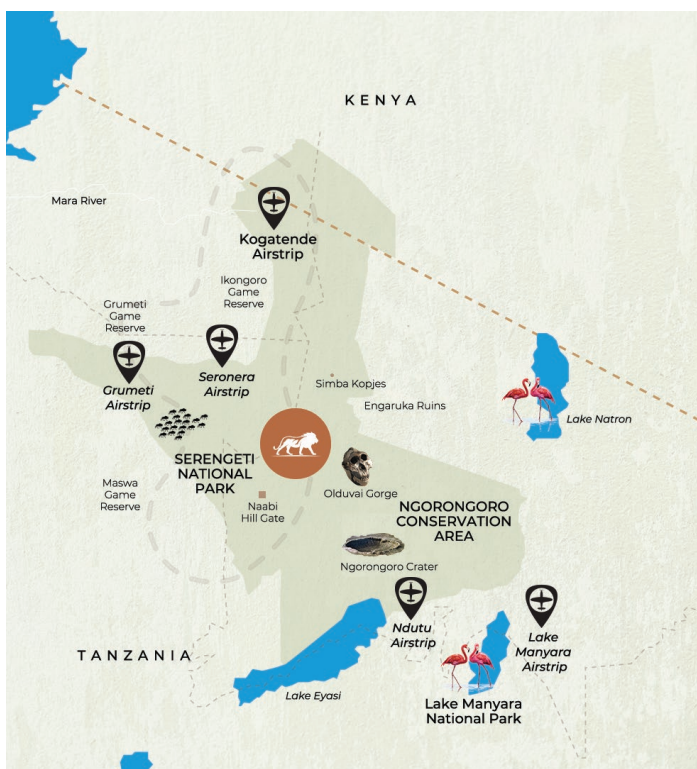 KENYA
Mara River
Kogatende
Airstrip
Ikongoro
Game
Reserve
Grumeti
Game
Reserve
Seronera
Airstrip
Grumeti
Airstrip
Simba Kopjes
Engaruka Ruins
Lake Natron
SERENGETI
NATIONAL
PARK
Maswa
Game
Reserve
Naabi
Hill Gate
Olduvai Gorge
NGORONGORO
CONSERVATION
AREA
Ngorongoro Crater
Ndutu
Airstrip
Lake
Manyara
Airstrip
TANZANIA
Lake Eyasi
Lake Manyara
National Park